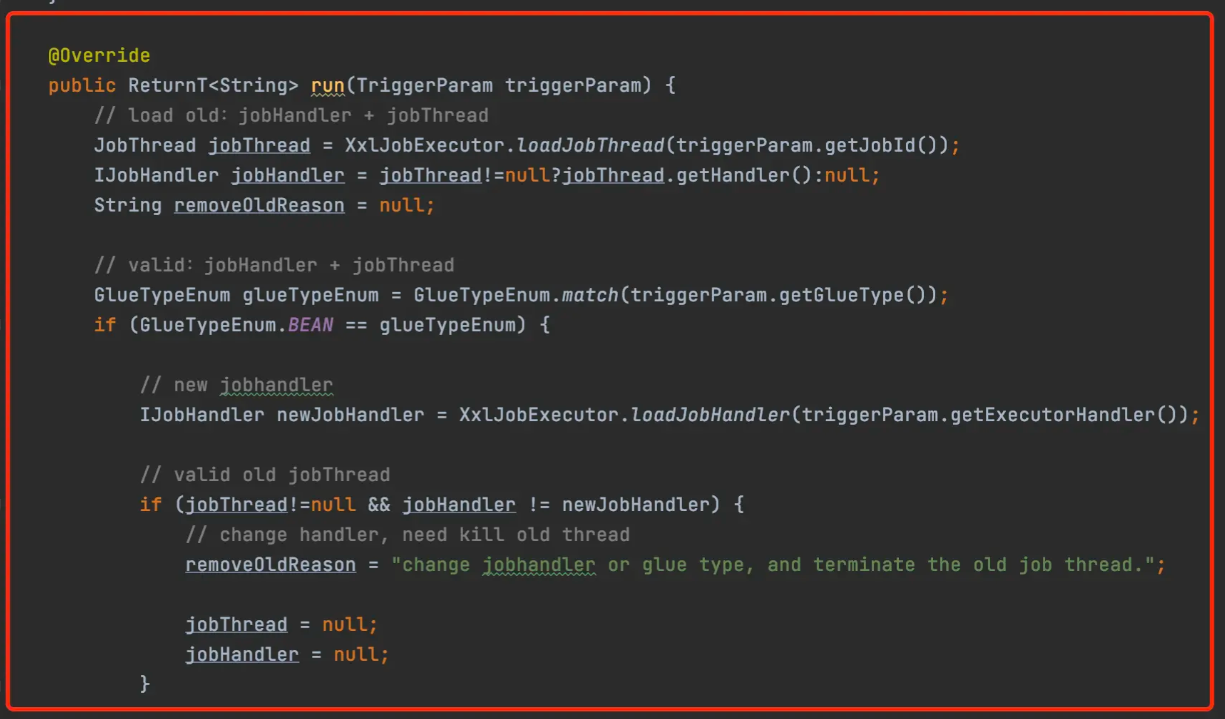 @Override
public ReturnT<String> run(TriggerParam triggerParam) {
// load old: jobHandler + jobThread
JobThread jobThread = XxlJobExecutor.loadJobThread(triggerParam.getJobId());
IJobHandler jobHandler = jobThread!=null?jobThread.getHandler():null;
String removeOldReason = null;
// valid: jobHandler + jobThread
GlueTypeEnum glueTypeEnum = GlueTypeEnum.match(triggerParam.getGlueType());
if (GlueTypeEnum.BEAN == glueTypeEnum) {
// new jobhandler
IJobHandler newJobHandler = XxlJobExecutor.loadJobHandler(triggerParam.getExecutorHandler());
// valid old jobThread
if (jobThread!=null && jobHandler != newJobHandler) {
// change handler, need kill old thread
removeOldReason = "change jobhandler or glue type, and terminate the old job thread.";
jobThread = null;
jobHandler = null;
}